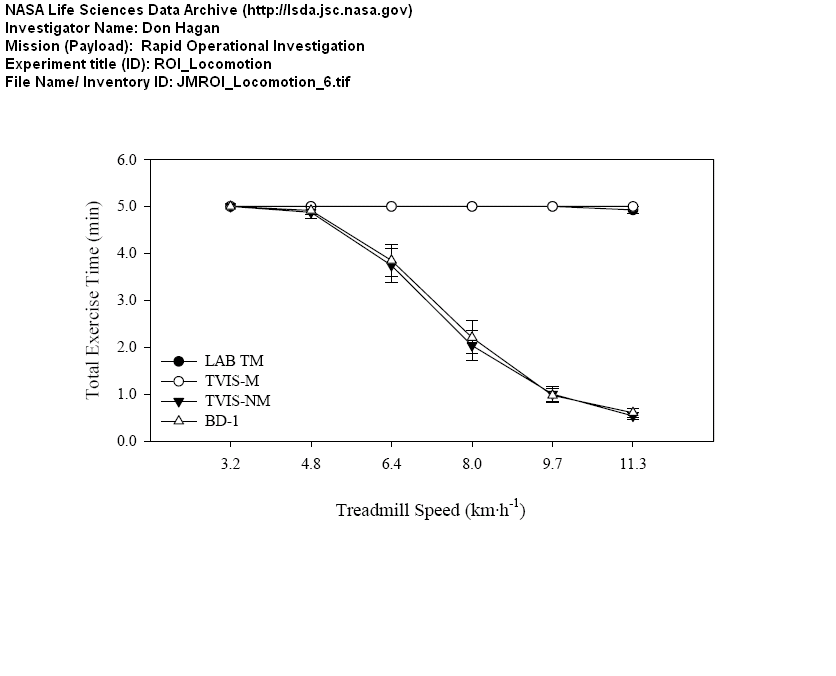 NASA Life Sciences Data Archive (http://lsda.jsc.nasa.gov)
Investigator Name: Don Hagan
Mission (Payload):  Rapid Operational Investigation
Experiment title (ID): ROI_Locomotion
File Name/ Inventory ID: JMROI_Locomotion_6.tif
6.0
5.0
4.0
3.0
2.0
1.0
0.0
Total Exercise Time (min)
LAB TM
TVIS-M
TVIS-NM
BD-1
3.2 4.8 6.4 8.0 9.7 11.3
Treadmill Speed (km·h-1)